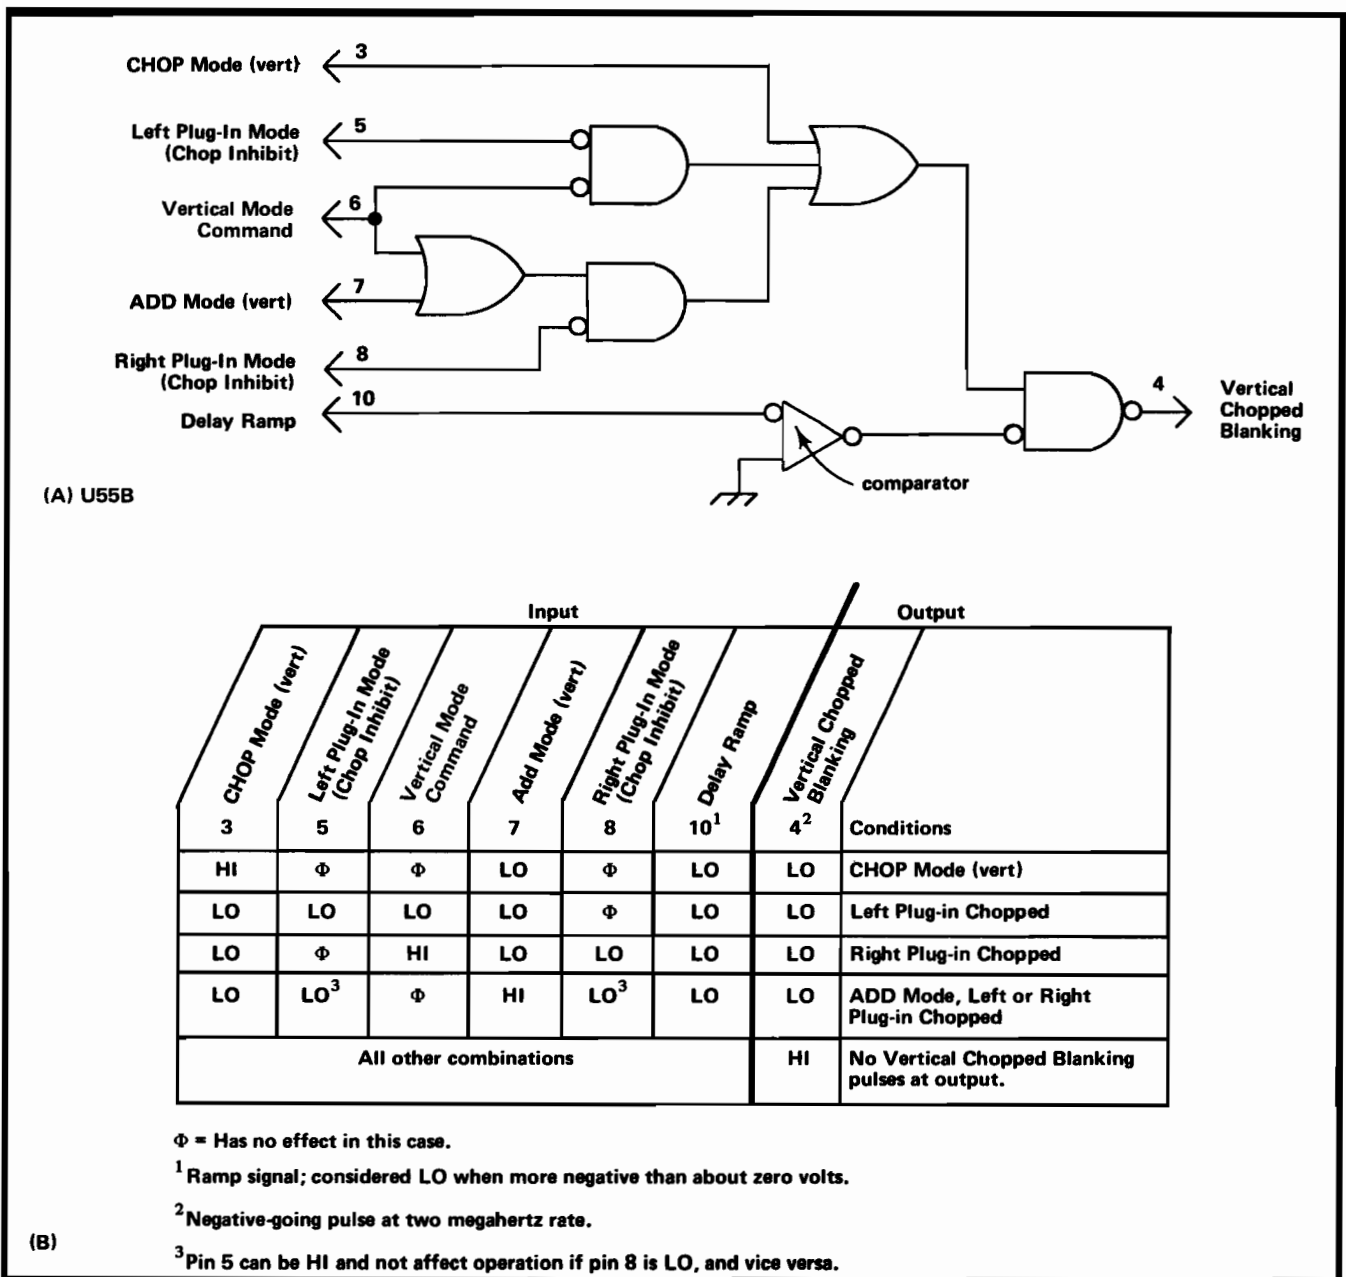 CHOP Mode (vert) 3
Left Plug-In Mode 5
(Chop Inhibit)
Vertical Mode 6
Command
ADD Mode (vert) 7
Right Plug-In Mode 8
(Chop Inhibit)
Delay Ramp 10
4 Vertical
Chopped
Blanking
comparator
(A) U55B
Input Output
CHOP Mode (vert)
Left Plug-In Mode
(Chop Inhibit)
Vertical Mode
Command
Add Mode (vert)
Right Plug-In Mode
(Chop Inhibit)
Delay Ramp
Vertical Chopped
Blanking
3 5 6 7 8 10¹ 4² Conditions
HI Φ Φ LO Φ LO LO CHOP Mode (vert)
LO LO LO LO Φ LO LO Left Plug-in Chopped
LO Φ HI LO LO LO LO Right Plug-in Chopped
LO LO³ Φ HI LO³ LO LO ADD Mode, Left or Right
Plug-in Chopped
All other combinations HI No Vertical Chopped Blanking
pulses at output.
Φ = Has no effect in this case.
¹Ramp signal; considered LO when more negative than about zero volts.
²Negative-going pulse at two megahertz rate.
(B)
³Pin 5 can be HI and not affect operation if pin 8 is LO, and vice versa.